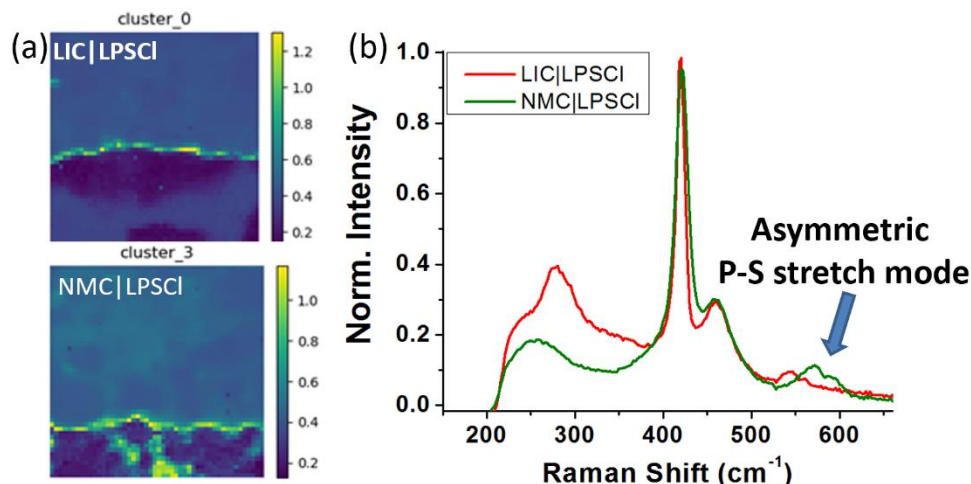 cluster_0
(a)
LIC|LPSCl
1.2
1.0
0.8
0.6
0.4
0.2
cluster_3
NMC|LPSCl
1.0
0.8
0.6
0.4
0.2
(b)
Norm. Intensity
1.0
0.8
0.6
0.4
0.2
0.0
LIC|LPSCl
NMC|LPSCl
Asymmetric
P-S stretch mode
200 300 400 500 600
Raman Shift (cm⁻¹)